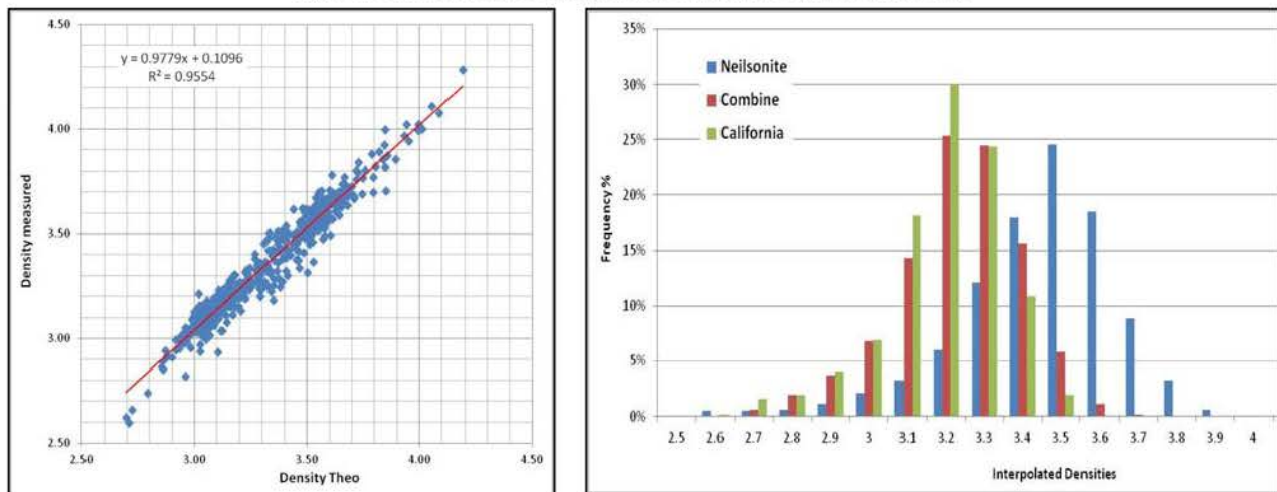 4.50
4.00
3.50
3.00
2.50
2.50 3.00 3.50 4.00 4.50
Density measured
Density Theo
y = 0.9779x + 0.1096
R² = 0.9554
35%
30%
25%
20%
15%
10%
5%
0%
Frequency %
Neilsonite
Combine
California
2.5 2.6 2.7 2.8 2.9 3 3.1 3.2 3.3 3.4 3.5 3.6 3.7 3.8 3.9 4
Interpolated Densities